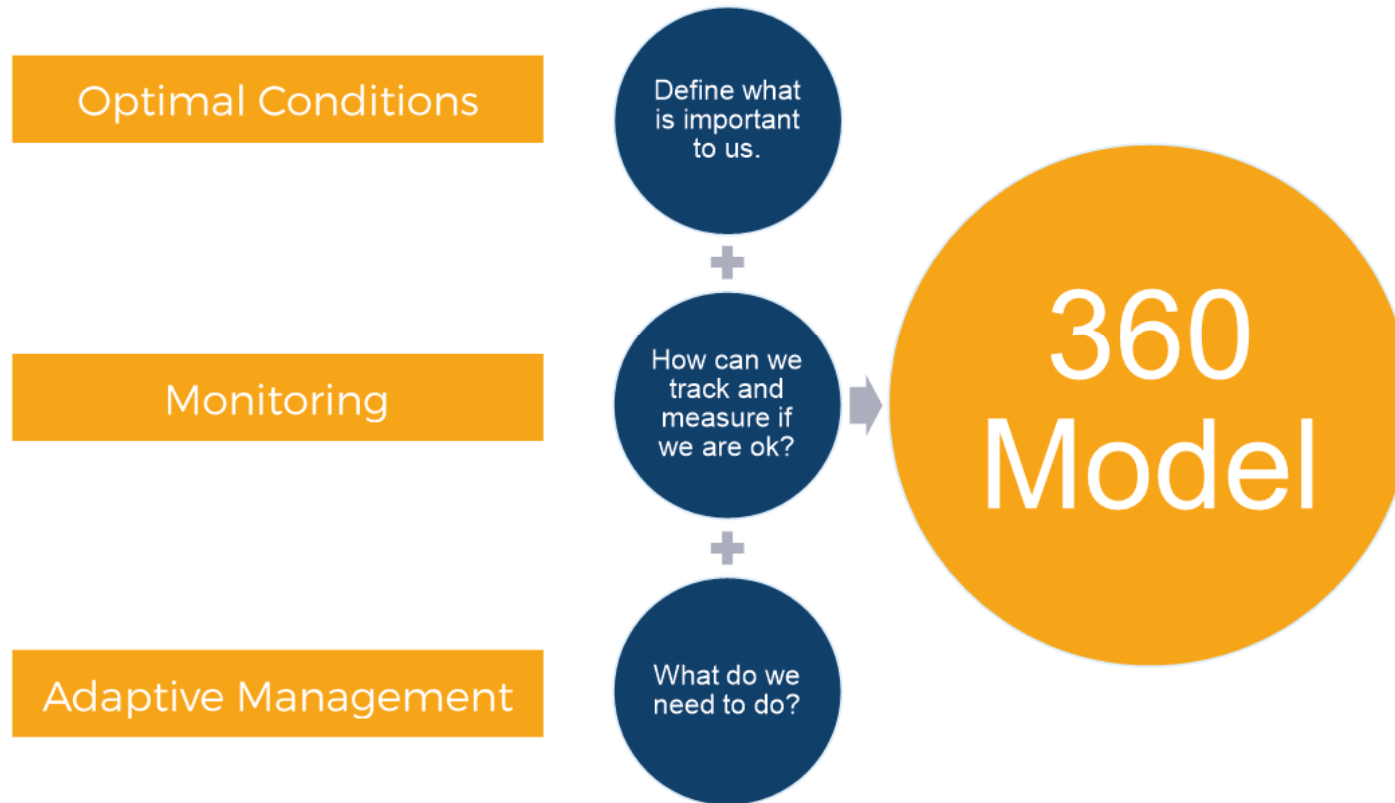 Optimal Conditions
Define what
is important
to us.
Monitoring
How can we
track and
measure if
we are ok?
360
Model
Adaptive Management
What do we
need to do?